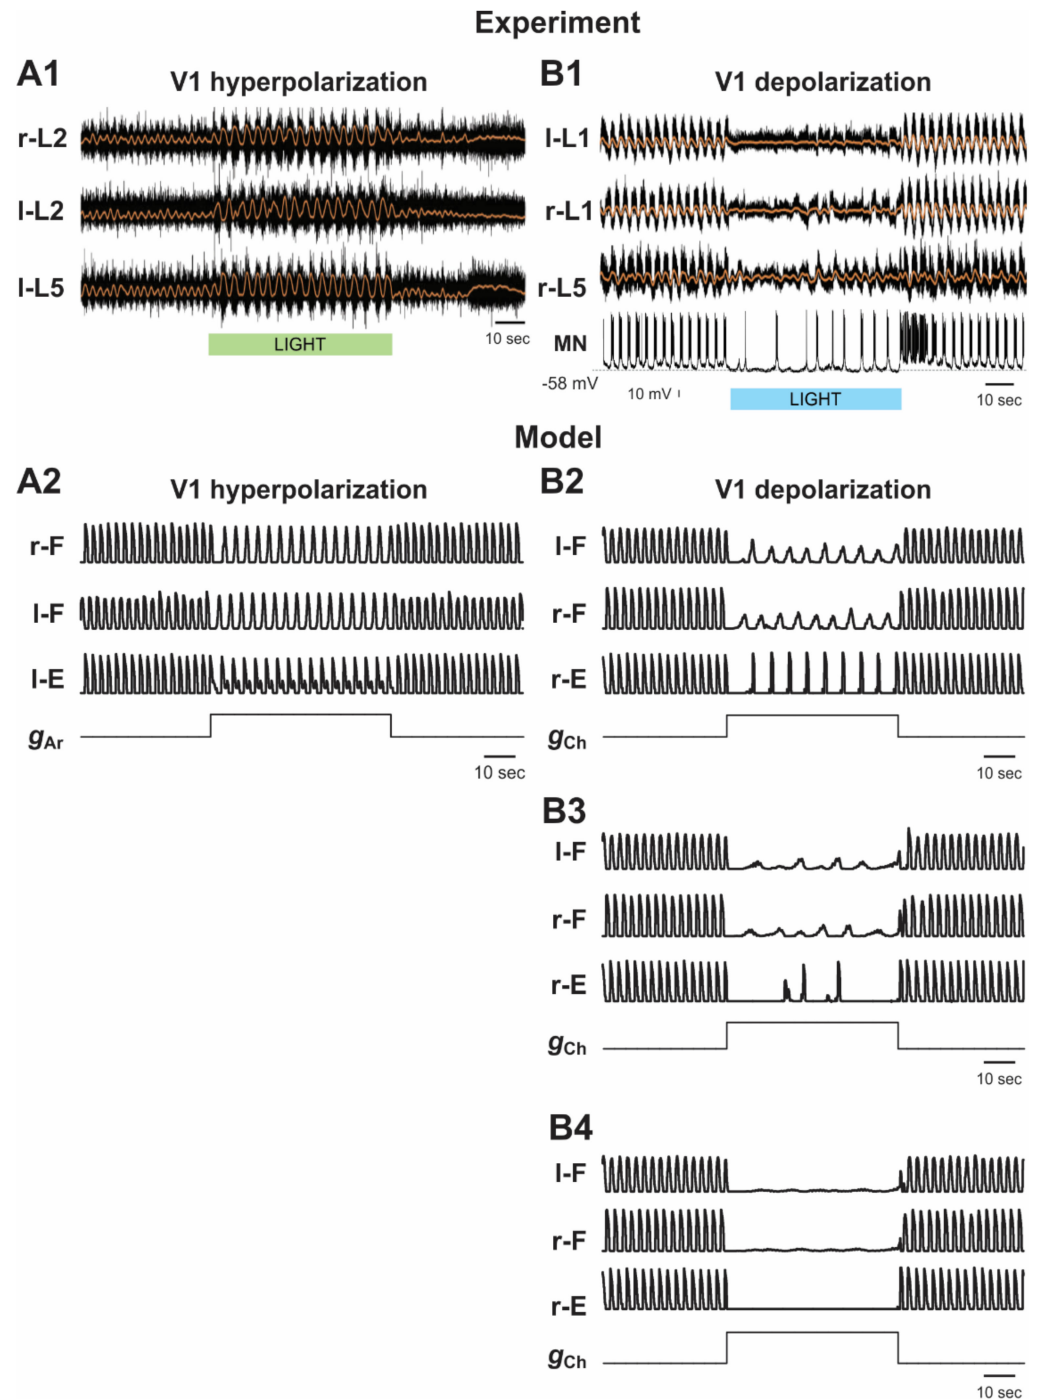 Experiment
A1
V1 hyperpolarization
r-L2
l-L2
l-L5
10 sec
LIGHT
B1
V1 depolarization
l-L1
r-L1
r-L5
MN
-58 mV
10 mV
LIGHT
10 sec
Model
A2
V1 hyperpolarization
r-F
l-F
l-E
gAr
10 sec
B2
V1 depolarization
l-F
r-F
r-E
gCh
10 sec
B3
l-F
r-F
r-E
gCh
10 sec
B4
l-F
r-F
r-E
gCh
10 sec